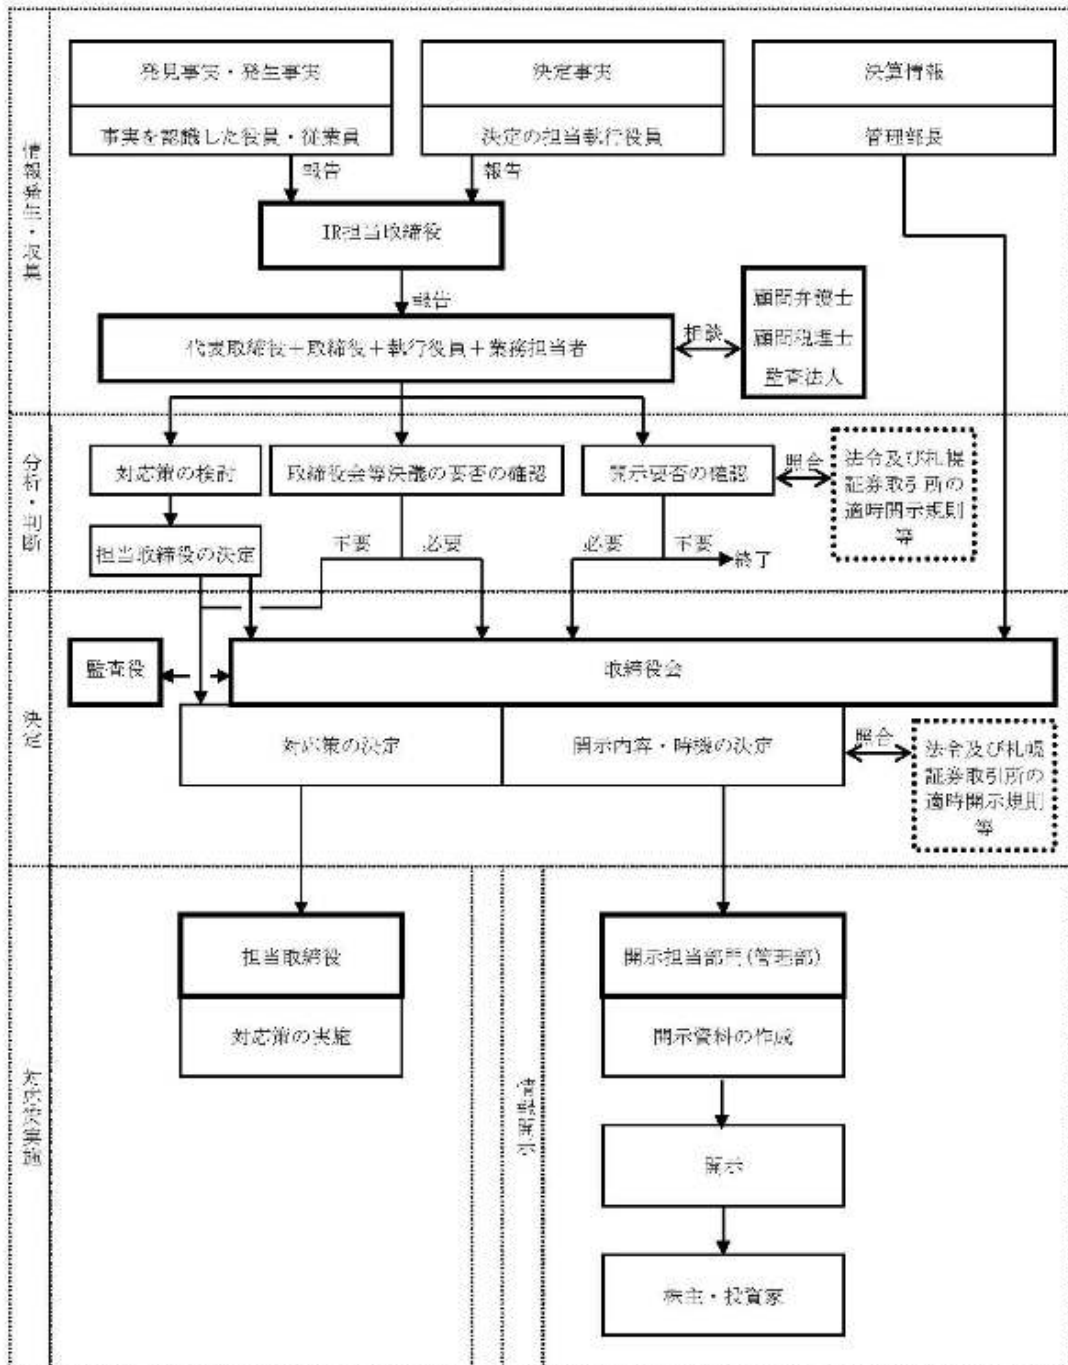 情報発生・収集
発見事実・発生事実
事実を認識した役員・従業員
決定事実
決定の担当執行役員
決算情報
管理部長
報告
報告
IR担当取締役
報告
代表取締役＋取締役＋執行役員＋業務担当者
相談
顧問弁護士
顧問税理士
監査法人
分析・判断
対応策の検討
取締役会等決議の要否の確認
開示要否の確認
照合
法令及び札幌
証券取引所の
適時開示規則
等
担当取締役の決定
不要
必要
必要
不要
終了
決定
監査役
取締役会
対応策の決定
開示内容・時機の決定
照合
法令及び札幌
証券取引所の
適時開示規則
等
対応策実施
担当取締役
対応策の実施
情報開示
開示担当部門(管理部)
開示資料の作成
開示
株主・投資家